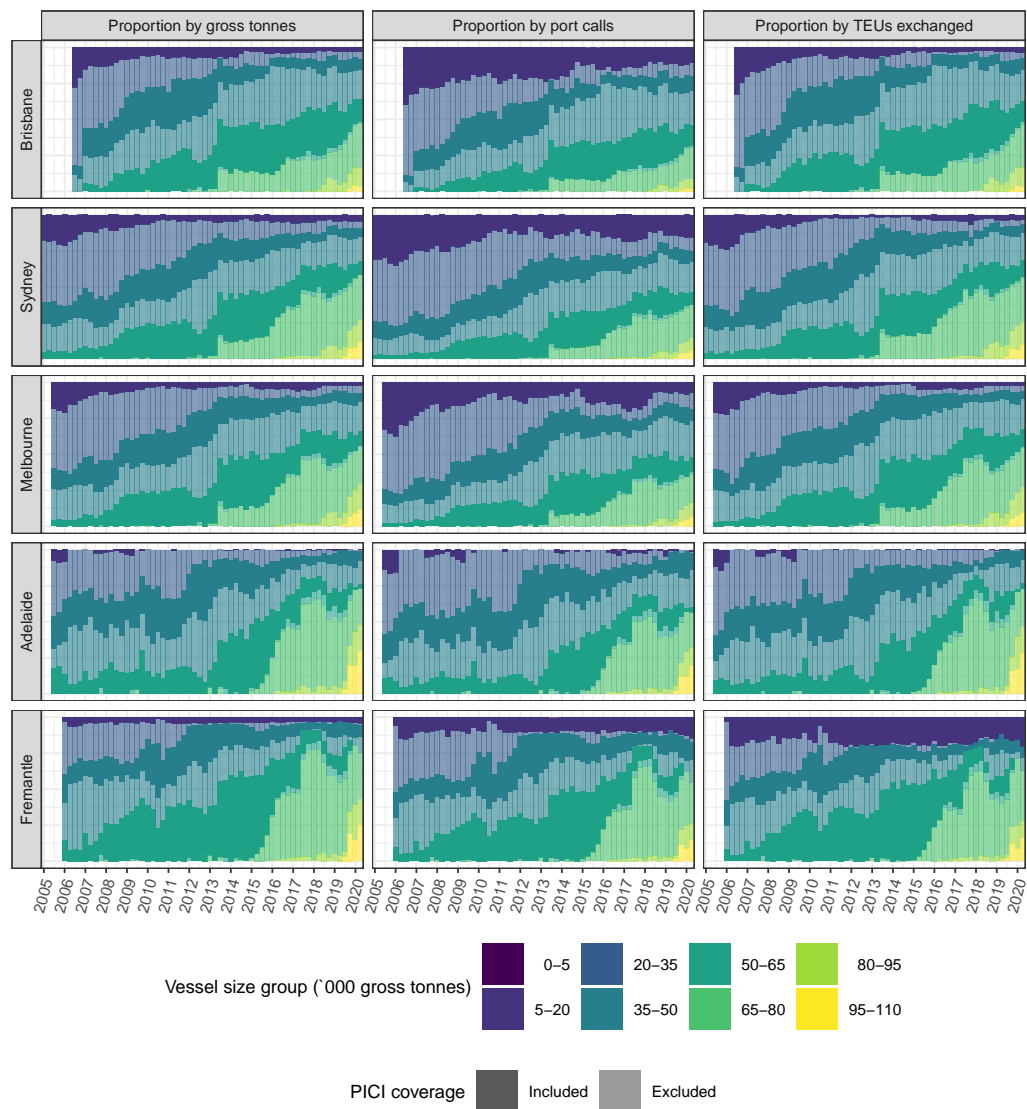 Proportion by gross tonnes
Proportion by port calls
Proportion by TEUs exchanged
Brisbane
Sydney
Melbourne
Adelaide
Fremantle
2005 2006 2007 2008 2009 2010 2011 2012 2013 2014 2015 2016 2017 2018 2019 2020
2005 2006 2007 2008 2009 2010 2011 2012 2013 2014 2015 2016 2017 2018 2019 2020
2005 2006 2007 2008 2009 2010 2011 2012 2013 2014 2015 2016 2017 2018 2019 2020
Vessel size group (`000 gross tonnes)
0−5 20−35 50−65 80−95
5−20 35−50 65−80 95−110
PICI coverage Included Excluded